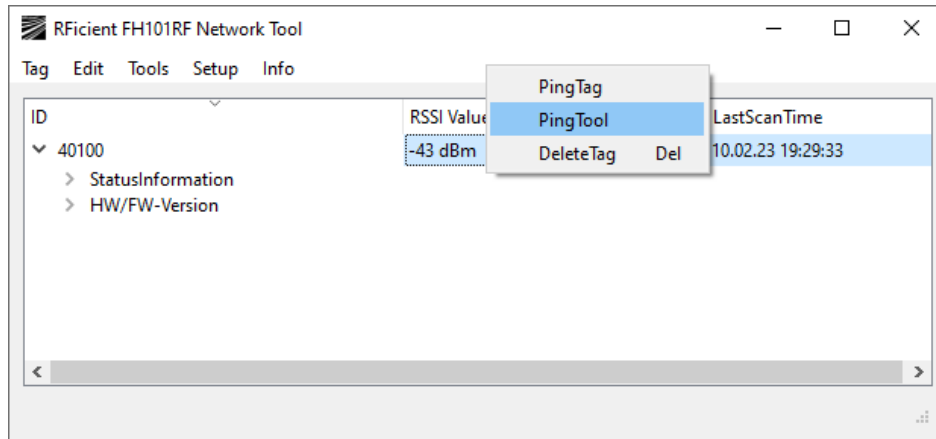 RFicient FH101RF Network Tool
Tag Edit Tools Setup Info
PingTag
ID RSSI Value PingTool LastScanTime
40100 -43 dBm DeleteTag Del 10.02.23 19:29:33
StatusInformation
HW/FW-Version